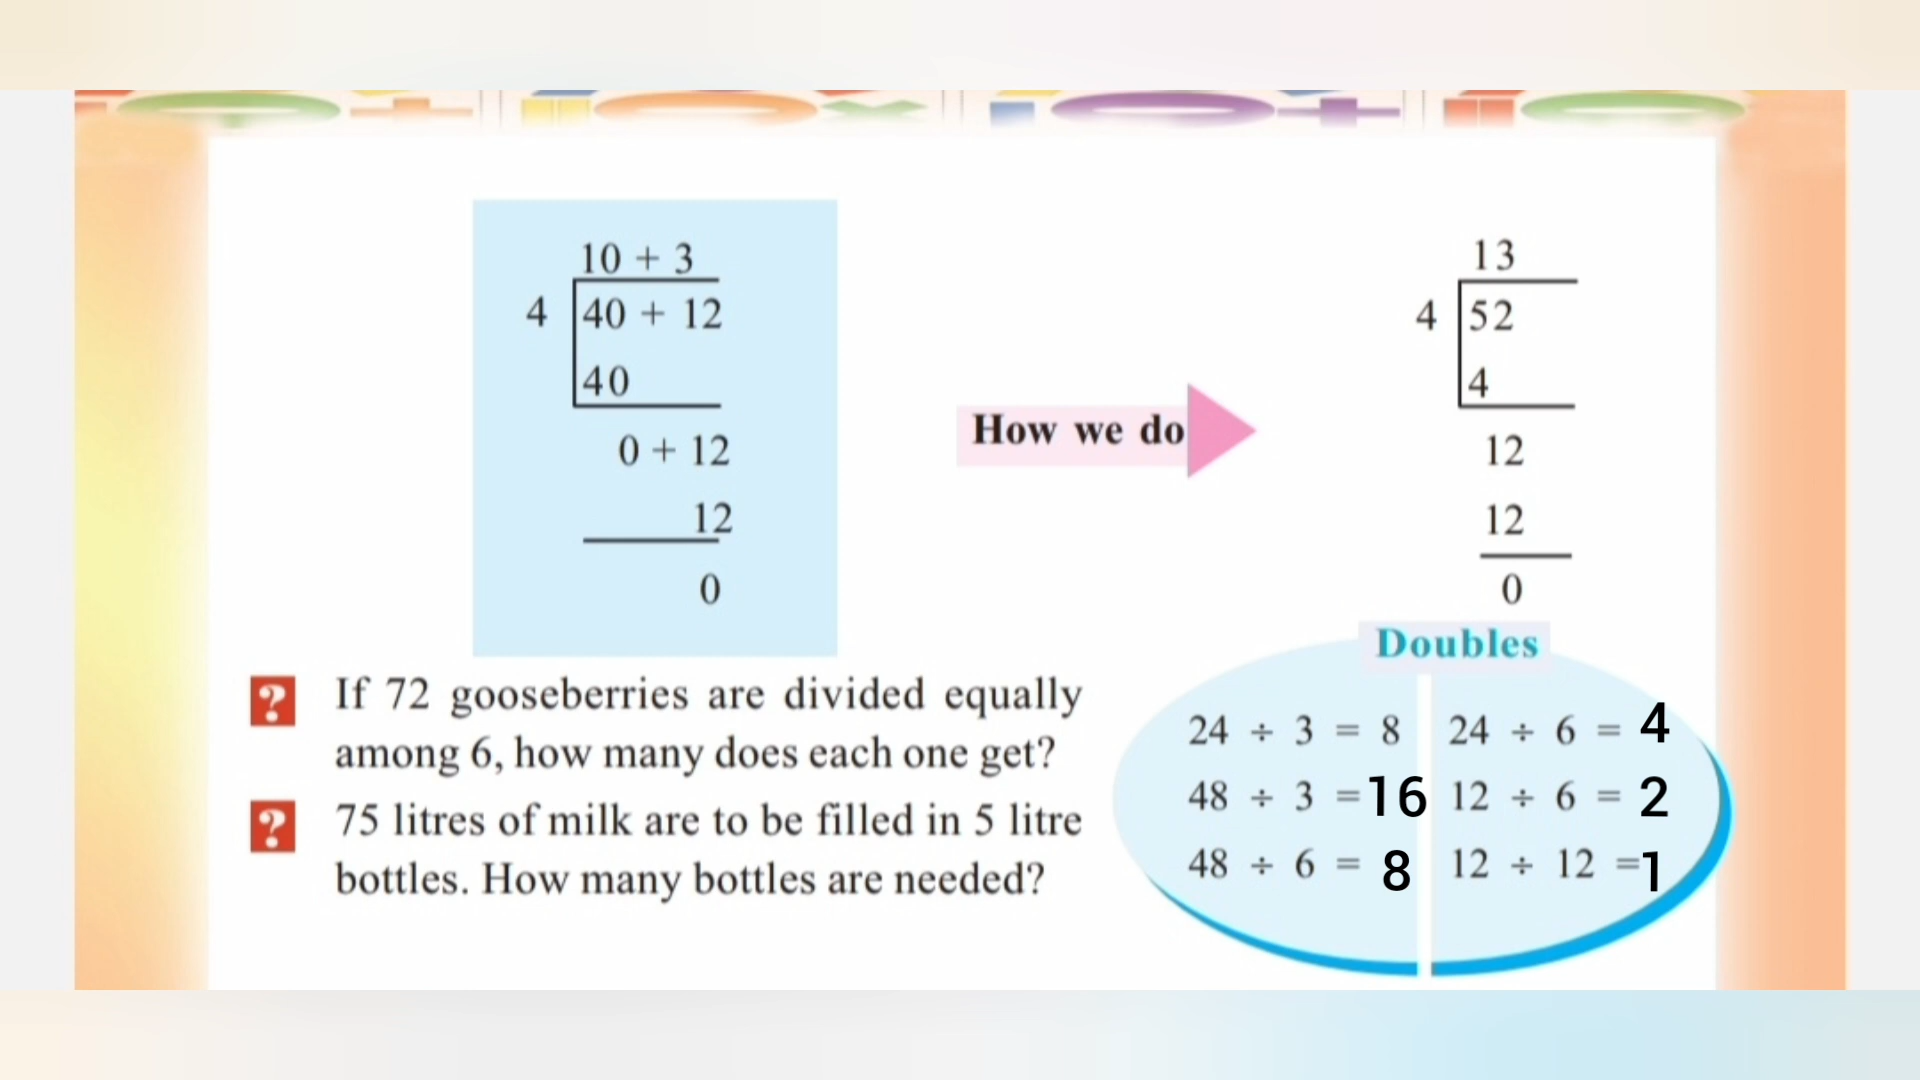 10 + 3
4 40 + 12
40
0 + 12
12
0
How we do
13
4 52
4
12
12
0
? If 72 gooseberries are divided equally
among 6, how many does each one get?
? 75 litres of milk are to be filled in 5 litre
bottles. How many bottles are needed?
Doubles
24 ÷ 3 = 8
48 ÷ 3 = 16
48 ÷ 6 = 8
24 ÷ 6 = 4
12 ÷ 6 = 2
12 ÷ 12 = 1